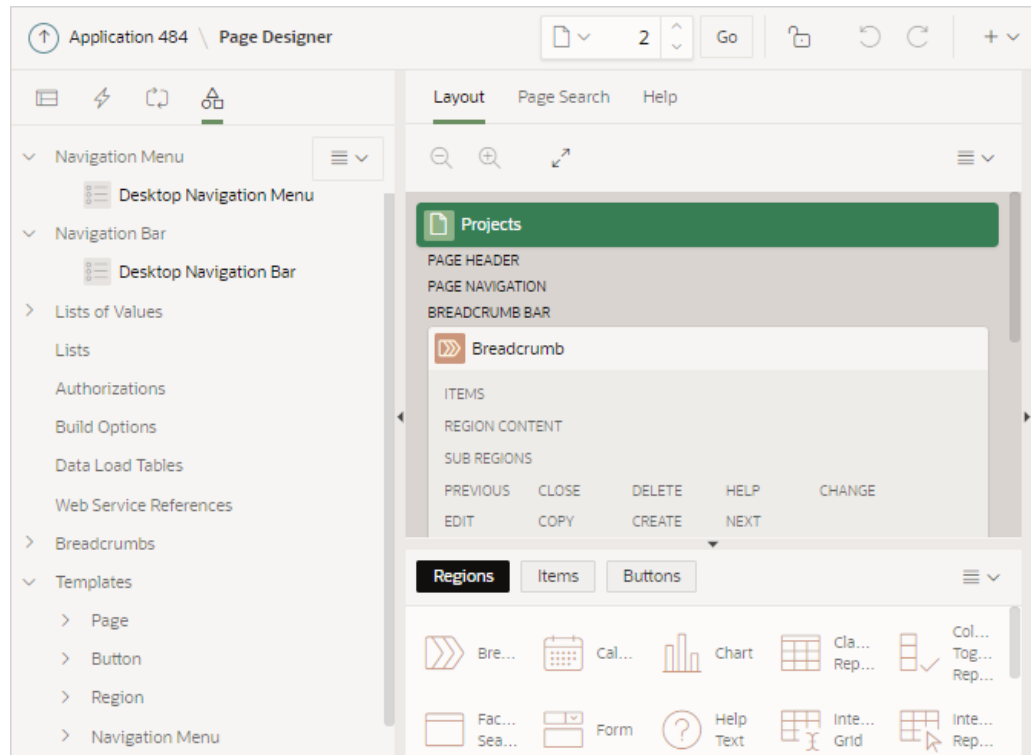 Application 484 \ Page Designer
2
Go
Layout Page Search Help
Navigation Menu
Desktop Navigation Menu
Navigation Bar
Desktop Navigation Bar
Lists of Values
Lists
Authorizations
Build Options
Data Load Tables
Web Service References
Breadcrumbs
Templates
Page
Button
Region
Navigation Menu
Projects
PAGE HEADER
PAGE NAVIGATION
BREADCRUMB BAR
Breadcrumb
ITEMS
REGION CONTENT
SUB REGIONS
PREVIOUS CLOSE DELETE HELP CHANGE
EDIT COPY CREATE NEXT
Regions Items Buttons
Bre...
Cal...
Chart
Cla...
Rep...
Col...
Tog...
Rep...
Fac...
Sea...
Form
Help
Text
Inte...
Grid
Inte...
Rep...